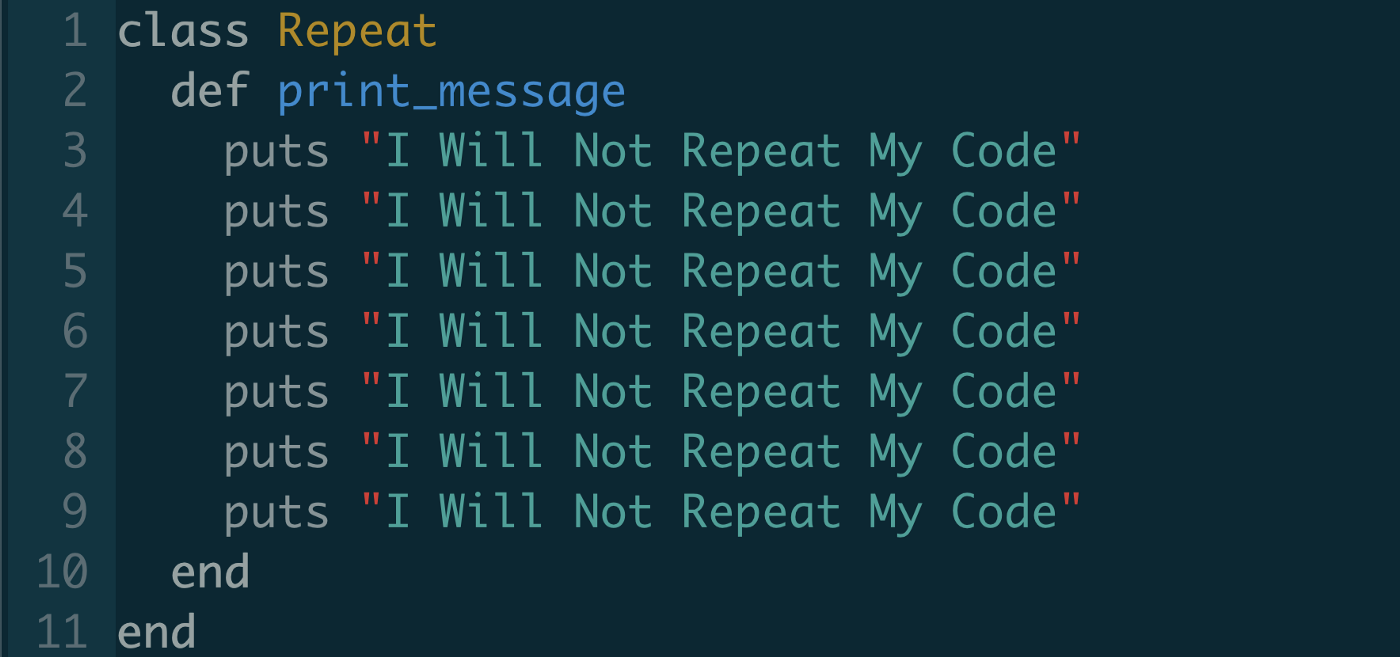 1 class Repeat
2 def print_message
3 puts "I Will Not Repeat My Code"
4 puts "I Will Not Repeat My Code"
5 puts "I Will Not Repeat My Code"
6 puts "I Will Not Repeat My Code"
7 puts "I Will Not Repeat My Code"
8 puts "I Will Not Repeat My Code"
9 puts "I Will Not Repeat My Code"
10 end
11 end